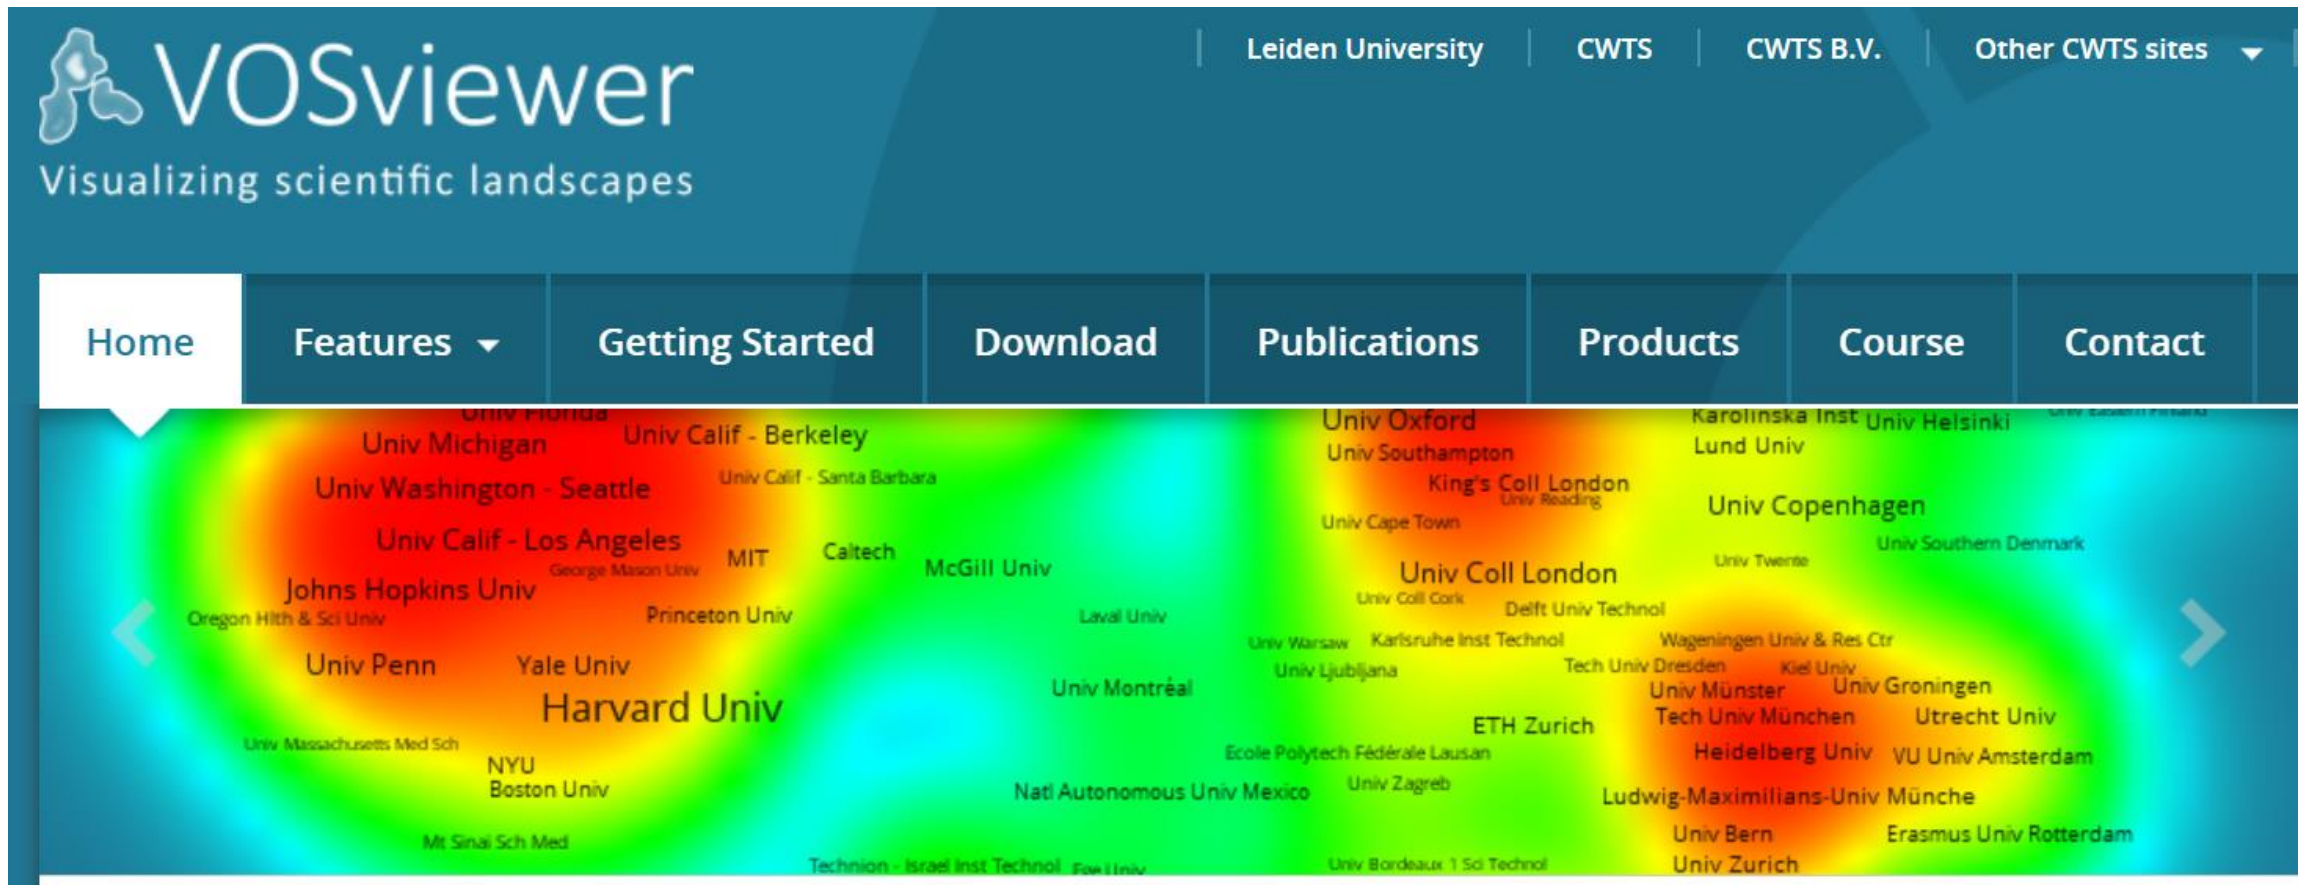 VOSviewer
Visualizing scientific landscapes
Leiden University
CWTS
CWTS B.V.
Other CWTS sites
Home
Features
Getting Started
Download
Publications
Products
Course
Contact
Univ Florida
Univ Oxford
Karolinska Inst
Univ Helsinki
Univ Eastern Finland
Univ Michigan
Univ Calif - Berkeley
Univ Southampton
Lund Univ
Univ Washington - Seattle
Univ Calif - Santa Barbara
King's Coll London
Univ Reading
Univ Copenhagen
Univ Cape Town
Univ Calif - Los Angeles
MIT
Caltech
McGill Univ
Univ Southern Denmark
George Mason Univ
Univ Coll London
Univ Twente
Johns Hopkins Univ
Univ Coll Cork
Delft Univ Technol
Oregon Hlth & Sci Univ
Princeton Univ
Laval Univ
Univ Warsaw
Karlsruhe Inst Technol
Wageningen Univ & Res Ctr
Univ Penn
Yale Univ
Univ Ljubljana
Tech Univ Dresden
Kiel Univ
Harvard Univ
Univ Montréal
Univ Münster
Univ Groningen
ETH Zurich
Tech Univ München
Utrecht Univ
Univ Massachusetts Med Sch
Ecole Polytech Fédérale Lausan
Heidelberg Univ
VU Univ Amsterdam
NYU
Boston Univ
Natl Autonomous Univ Mexico
Univ Zagreb
Ludwig-Maximilians-Univ Münche
Mt Sinai Sch Med
Univ Bern
Erasmus Univ Rotterdam
Technion - Israel Inst Technol
Ege Univ
Univ Bordeaux 1 Sci Technol
Univ Zurich